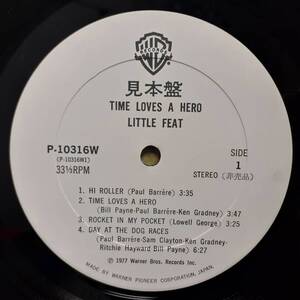 見本盤
TIME LOVES A HERO
LITTLE FEAT
P-10316W
(P-10316W1)
33⅓RPM
SIDE
1
STEREO (非売品)
1. HI ROLLER (Paul Barrère) 3:35
2. TIME LOVES A HERO
(Bill Payne-Paul Barrère-Ken Gradney) 3:47
3. ROCKET IN MY POCKET (Lowell George) 3:25
4. DAY AT THE DOG RACES
(Paul Barrère-Sam Clayton-Ken Gradney-
Ritchie Hayward Bill Payne) 6:26
℗ 1977 Warner Bros. Records Inc.
MADE BY WARNER-PIONEER CORPORATION, JAPAN.